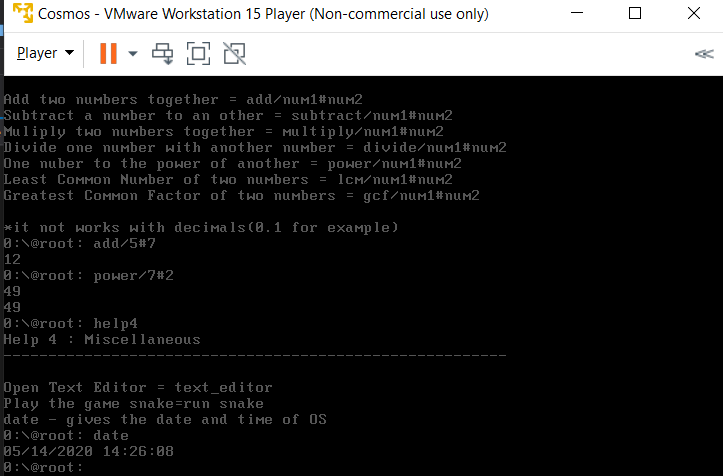 Cosmos - VMware Workstation 15 Player (Non-commercial use only)
Player
Add two numbers together = add/num1#num2
Subtract a number to an other = subtract/num1#num2
Muliply two numbers together = multiply/num1#num2
Divide one number with another number = divide/num1#num2
One nuber to the power of another = power/num1#num2
Least Common Number of two numbers = lcm/num1#num2
Greatest Common Factor of two numbers = gcf/num1#num2
*it not works with decimals(0.1 for example)
0:\@root: add/5#7
12
0:\@root: power/7#2
49
49
0:\@root: help4
Help 4 : Miscellaneous
--------------------------------------------------------
Open Text Editor = text_editor
Play the game snake=run snake
date - gives the date and time of OS
0:\@root: date
05/14/2020 14:26:08
0:\@root: